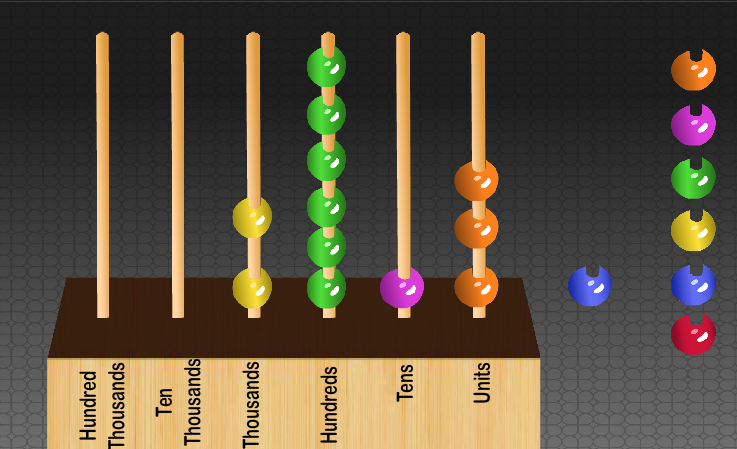 Hundred
Thousands
Ten
Thousands
Thousands
Hundreds
Tens
Units